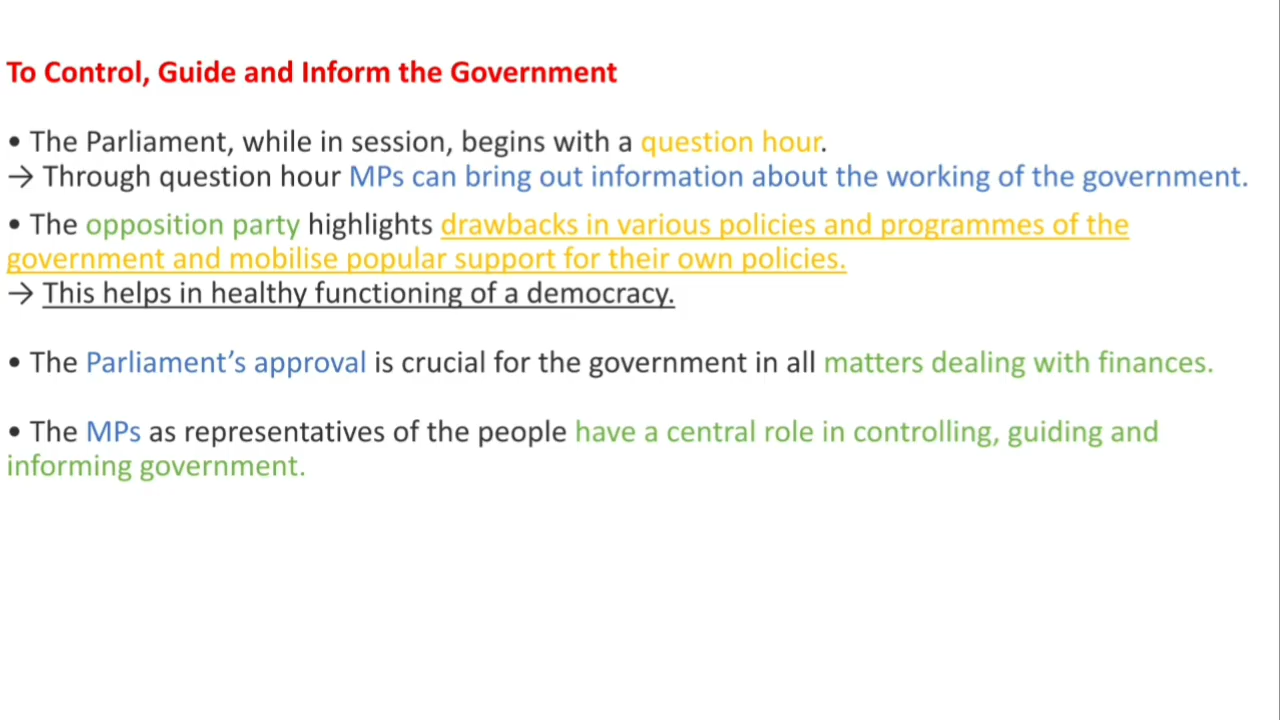 To Control, Guide and Inform the Government
• The Parliament, while in session, begins with a question hour.
→ Through question hour MPs can bring out information about the working of the government.
• The opposition party highlights drawbacks in various policies and programmes of the
government and mobilise popular support for their own policies.
→ This helps in healthy functioning of a democracy.
• The Parliament’s approval is crucial for the government in all matters dealing with finances.
• The MPs as representatives of the people have a central role in controlling, guiding and
informing government.